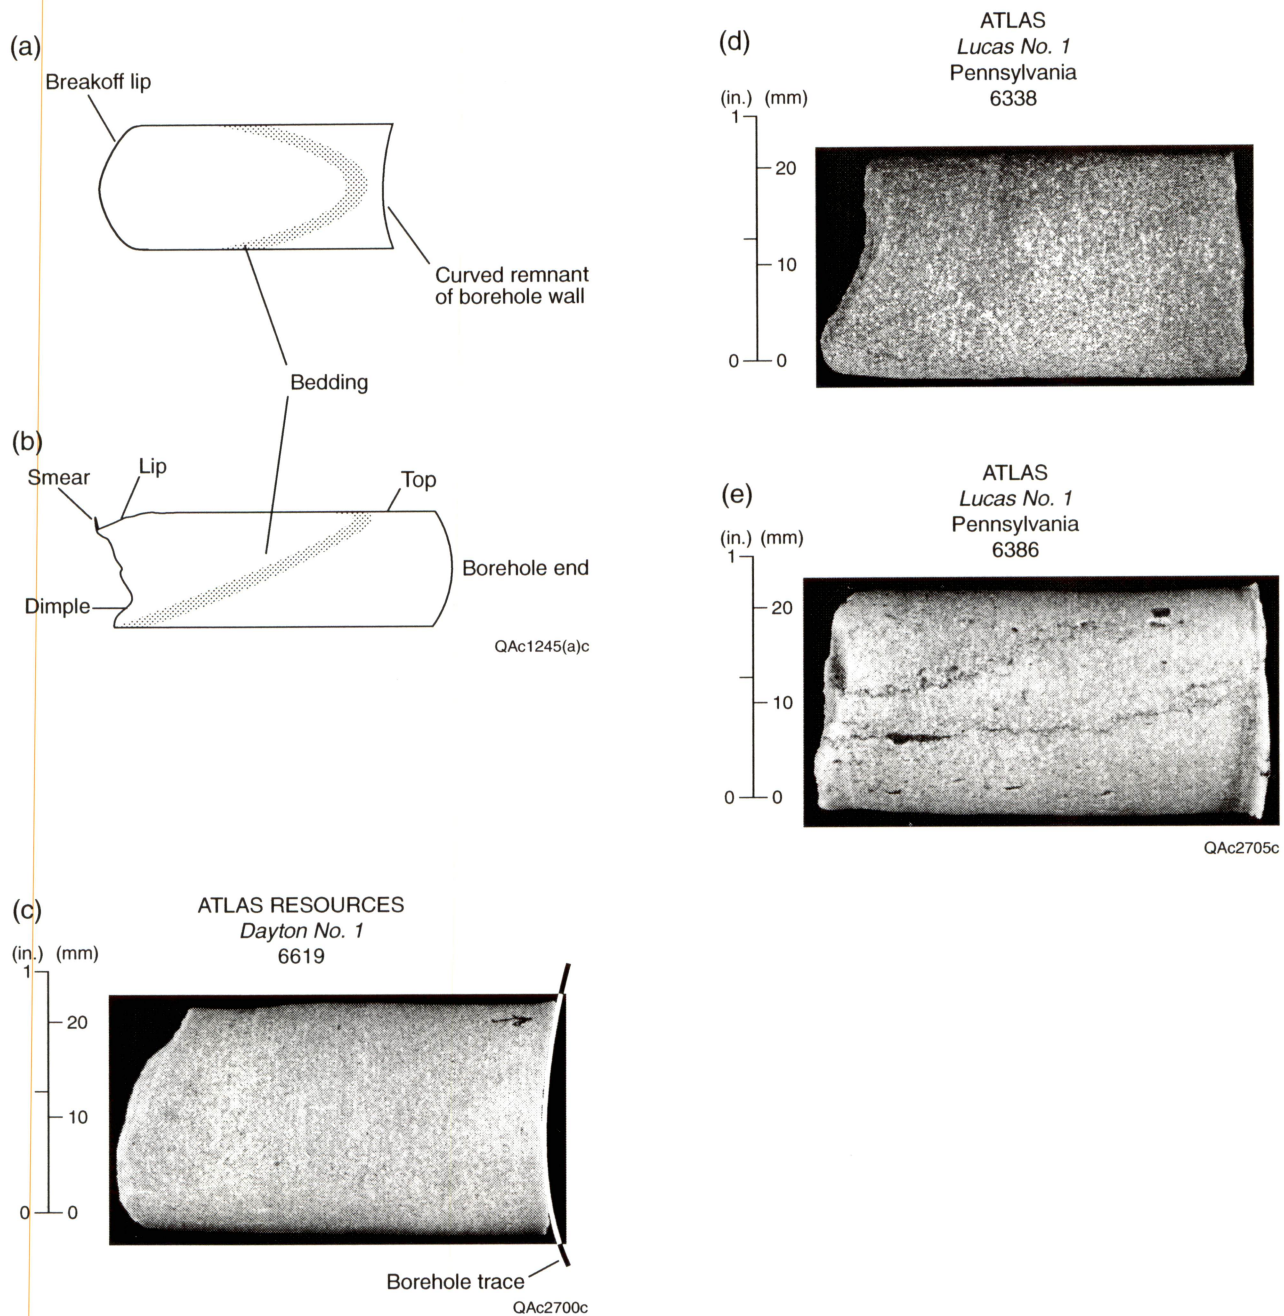 (a)
Breakoff lip
Curved remnant
of borehole wall
Bedding
(b)
Smear
Lip
Top
Dimple
Borehole end
QAc1245(a)c
(c)
ATLAS RESOURCES
Dayton No. 1
6619
(in.) (mm)
1
20
10
0 0
Borehole trace
QAc2700c
(d)
ATLAS
Lucas No. 1
Pennsylvania
6338
(in.) (mm)
1
20
10
0 0
(e)
ATLAS
Lucas No. 1
Pennsylvania
6386
(in.) (mm)
1
20
10
0 0
QAc2705c